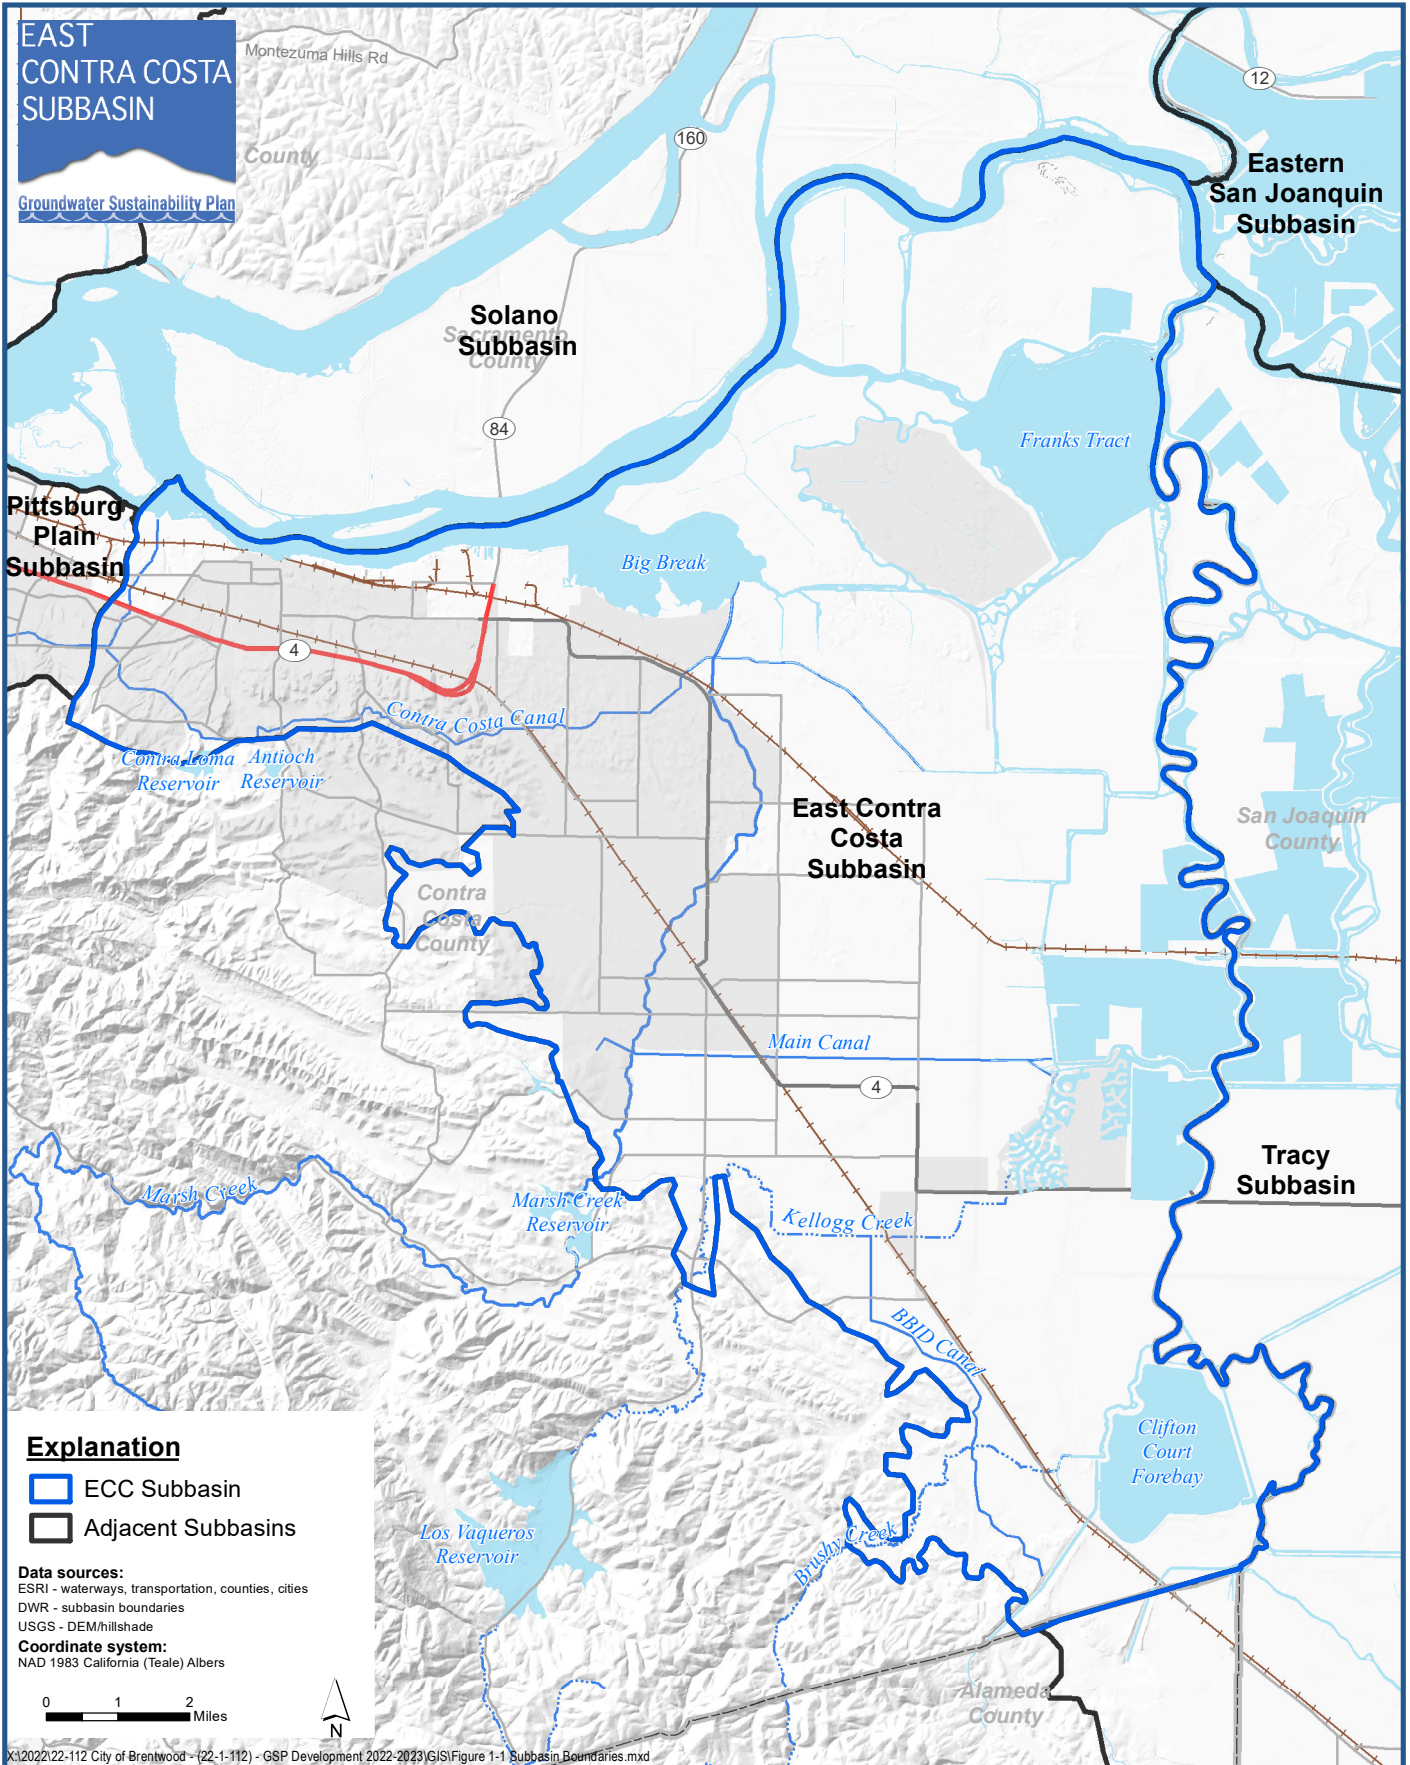 EAST
CONTRA COSTA
SUBBASIN
Groundwater Sustainability Plan
Montezuma Hills Rd
County
160
12
Eastern
San Joanquin
Subbasin
Solano
Subbasin
Sacramento
County
84
Franks Tract
Pittsburg
Plain
Subbasin
Big Break
4
Contra Costa Canal
Contra Loma
Reservoir
Antioch
Reservoir
East Contra
Costa
Subbasin
San Joaquin
County
Contra
Costa
County
Main Canal
4
Tracy
Subbasin
Marsh Creek
Marsh Creek
Reservoir
Kellogg Creek
BBID Canal
Clifton
Court
Forebay
Los Vaqueros
Reservoir
Brushy Creek
Alameda
County
Explanation
ECC Subbasin
Adjacent Subbasins
Data sources:
ESRI - waterways, transportation, counties, cities
DWR - subbasin boundaries
USGS - DEM/hillshade
Coordinate system:
NAD 1983 California (Teale) Albers
0 1 2
Miles
N
X:\2022\22-112 City of Brentwood - (22-1-112) - GSP Development 2022-2023\GIS\Figure 1-1 Subbasin Boundaries.mxd